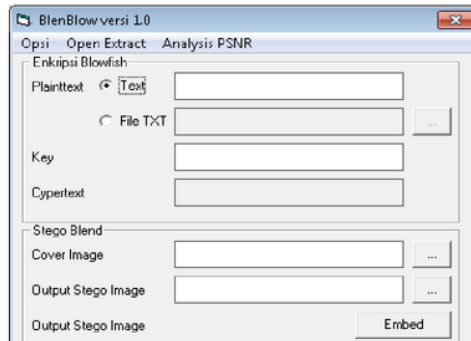 BlenBlow versi 1.0
Opsi Open Extract Analysis PSNR
Enkripsi Blowfish
Plainttext Text
File TXT ...
Key
Cypertext
Stego Blend
Cover Image ...
Output Stego Image ...
Output Stego Image Embed